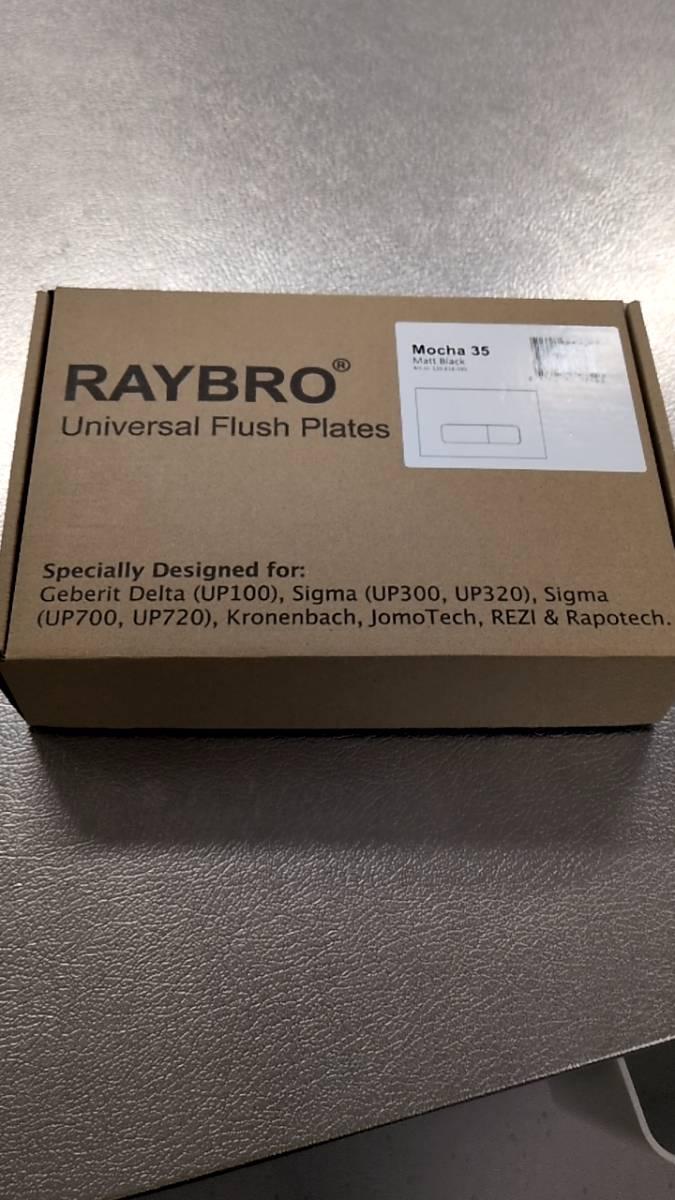 RAYBRO®
Universal Flush Plates
Mocha 35
Matt Black
Specially Designed for:
Geberit Delta (UP100), Sigma (UP300, UP320), Sigma
(UP700, UP720), Kronenbach, JomoTech, REZI & Rapotech.